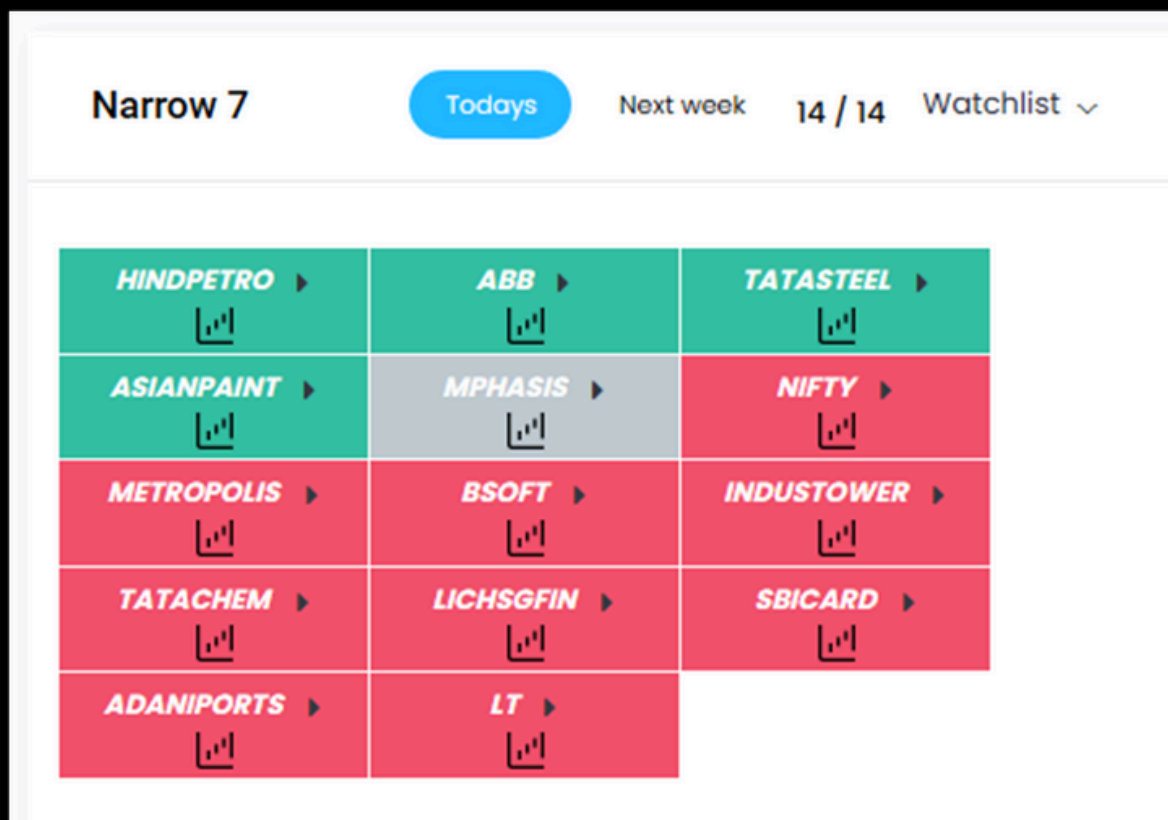 Narrow 7 Todays Next week 14 / 14 Watchlist
HINDPETRO ABB TATASTEEL
ASIANPAINT MPHASIS NIFTY
METROPOLIS BSOFT INDUSTOWER
TATACHEM LICHSGFIN SBICARD
ADANIPORTS LT